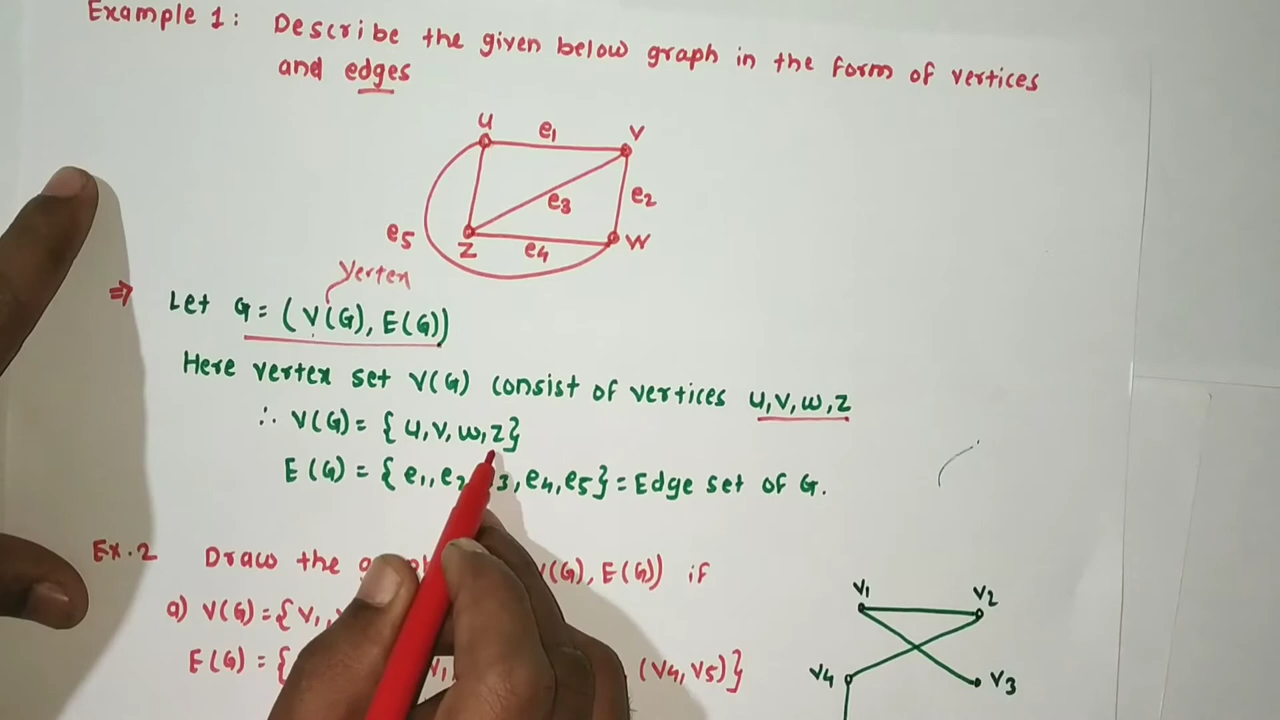 Example 1: Describe the given below graph in the form of vertices
and edges
u e1 v
e3 e2
e5 z e4 w
Vertex
⇒ Let G = (V(G), E(G))
Here vertex set V(G) consist of vertices u,v,w,z
∴ V(G) = {u,v,w,z}
E(G) = {e1,e2 3,e4,e5} = Edge set of G.
Ex.2 Draw the (G), E(G)) if
a) V(G) = {V1,
E(G) = { (V4,V5)}
V1 V2
V4 V3